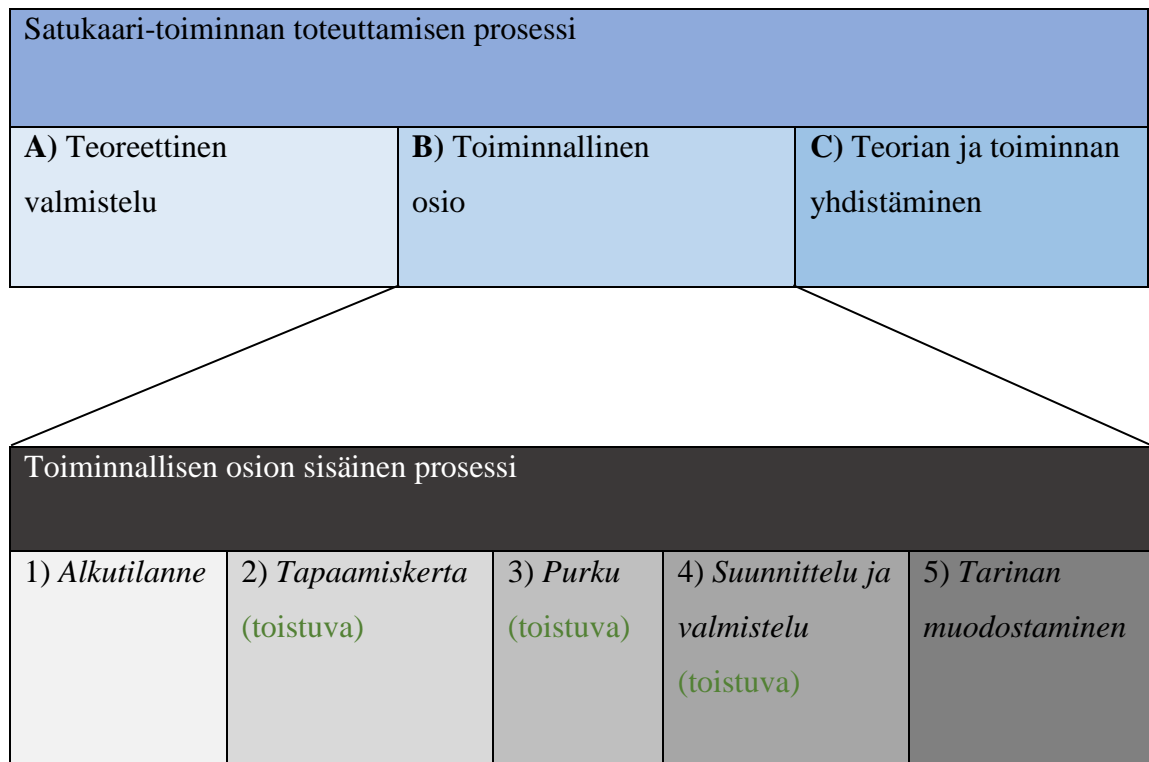 Satukaari-toiminnan toteuttamisen prosessi
A) Teoreettinen
valmistelu
B) Toiminnallinen
osio
C) Teorian ja toiminnan
yhdistäminen
Toiminnallisen osion sisäinen prosessi
1) Alkutilanne
2) Tapaamiskerta
(toistuva)
3) Purku
(toistuva)
4) Suunnittelu ja
valmistelu
(toistuva)
5) Tarinan
muodostaminen